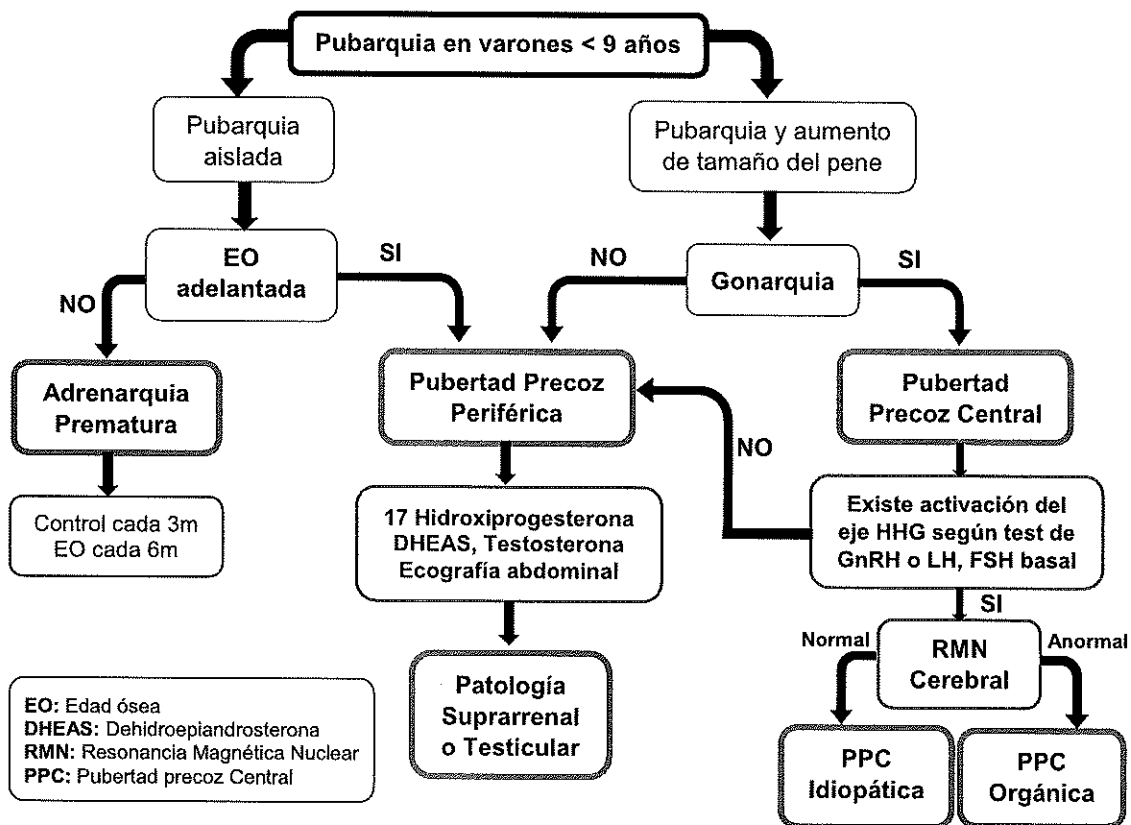 Pubarquia en varones < 9 años
Pubarquia
aislada
Pubarquia y aumento
de tamaño del pene
EO
adelantada
SI
NO
NO
Gonarquia
SI
Adrenarquia
Prematura
Pubertad Precoz
Periférica
Pubertad
Precoz Central
NO
Control cada 3m
EO cada 6m
17 Hidroxiprogesterona
DHEAS, Testosterona
Ecografía abdominal
Existe activación del
eje HHG según test de
GnRH o LH, FSH basal
SI
Normal
RMN
Cerebral
Anormal
Patología
Suprarrenal
o Testicular
PPC
Idiopática
PPC
Orgánica
EO: Edad ósea
DHEAS: Dehidroepiandrosterona
RMN: Resonancia Magnética Nuclear
PPC: Pubertad precoz Central